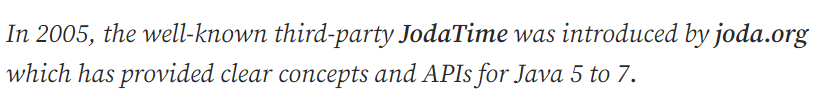 In 2005, the well-known third-party JodaTime was introduced by joda.org
which has provided clear concepts and APIs for Java 5 to 7.